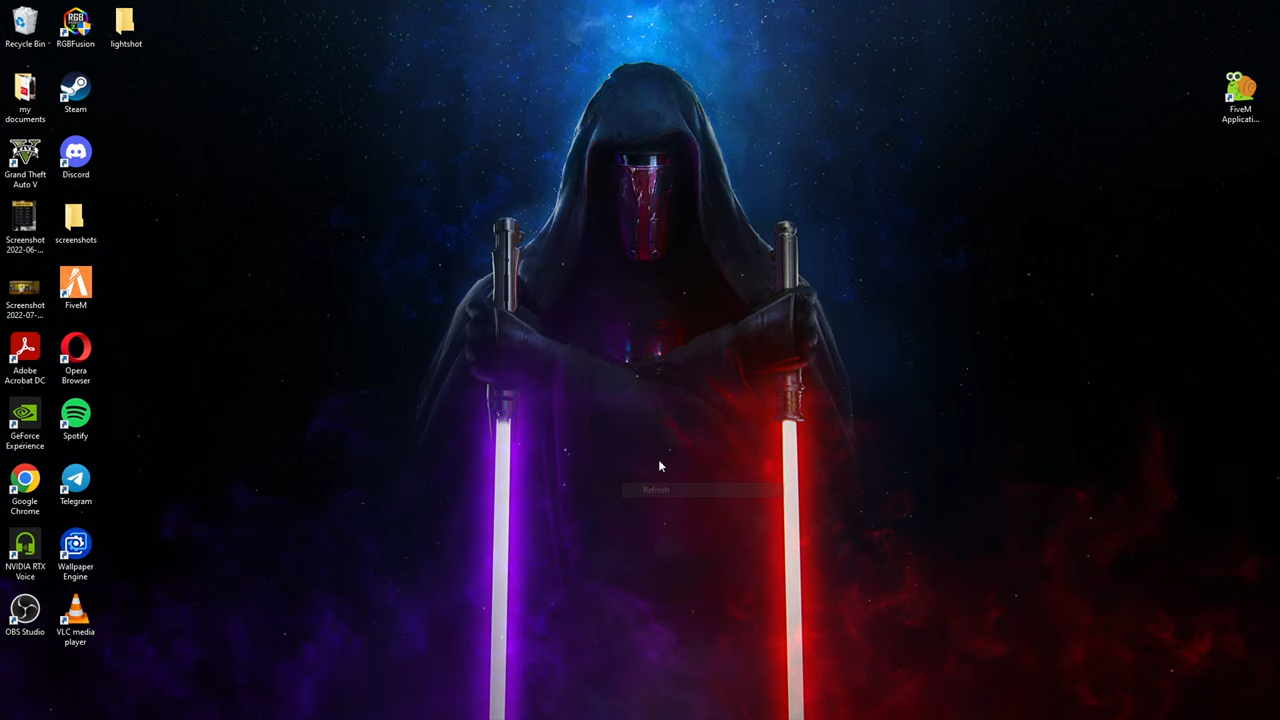 Recycle Bin
RGB
RGBFusion
lightshot
my
documents
Steam
FiveM
Applicati...
Grand Theft
Auto V
Discord
Screenshot
2022-06-...
screenshots
Screenshot
2022-07-...
FiveM
Adobe
Acrobat DC
Opera
Browser
GeForce
Experience
Spotify
Google
Chrome
Telegram
Refresh
NVIDIA RTX
Voice
Wallpaper
Engine
OBS Studio
VLC media
player